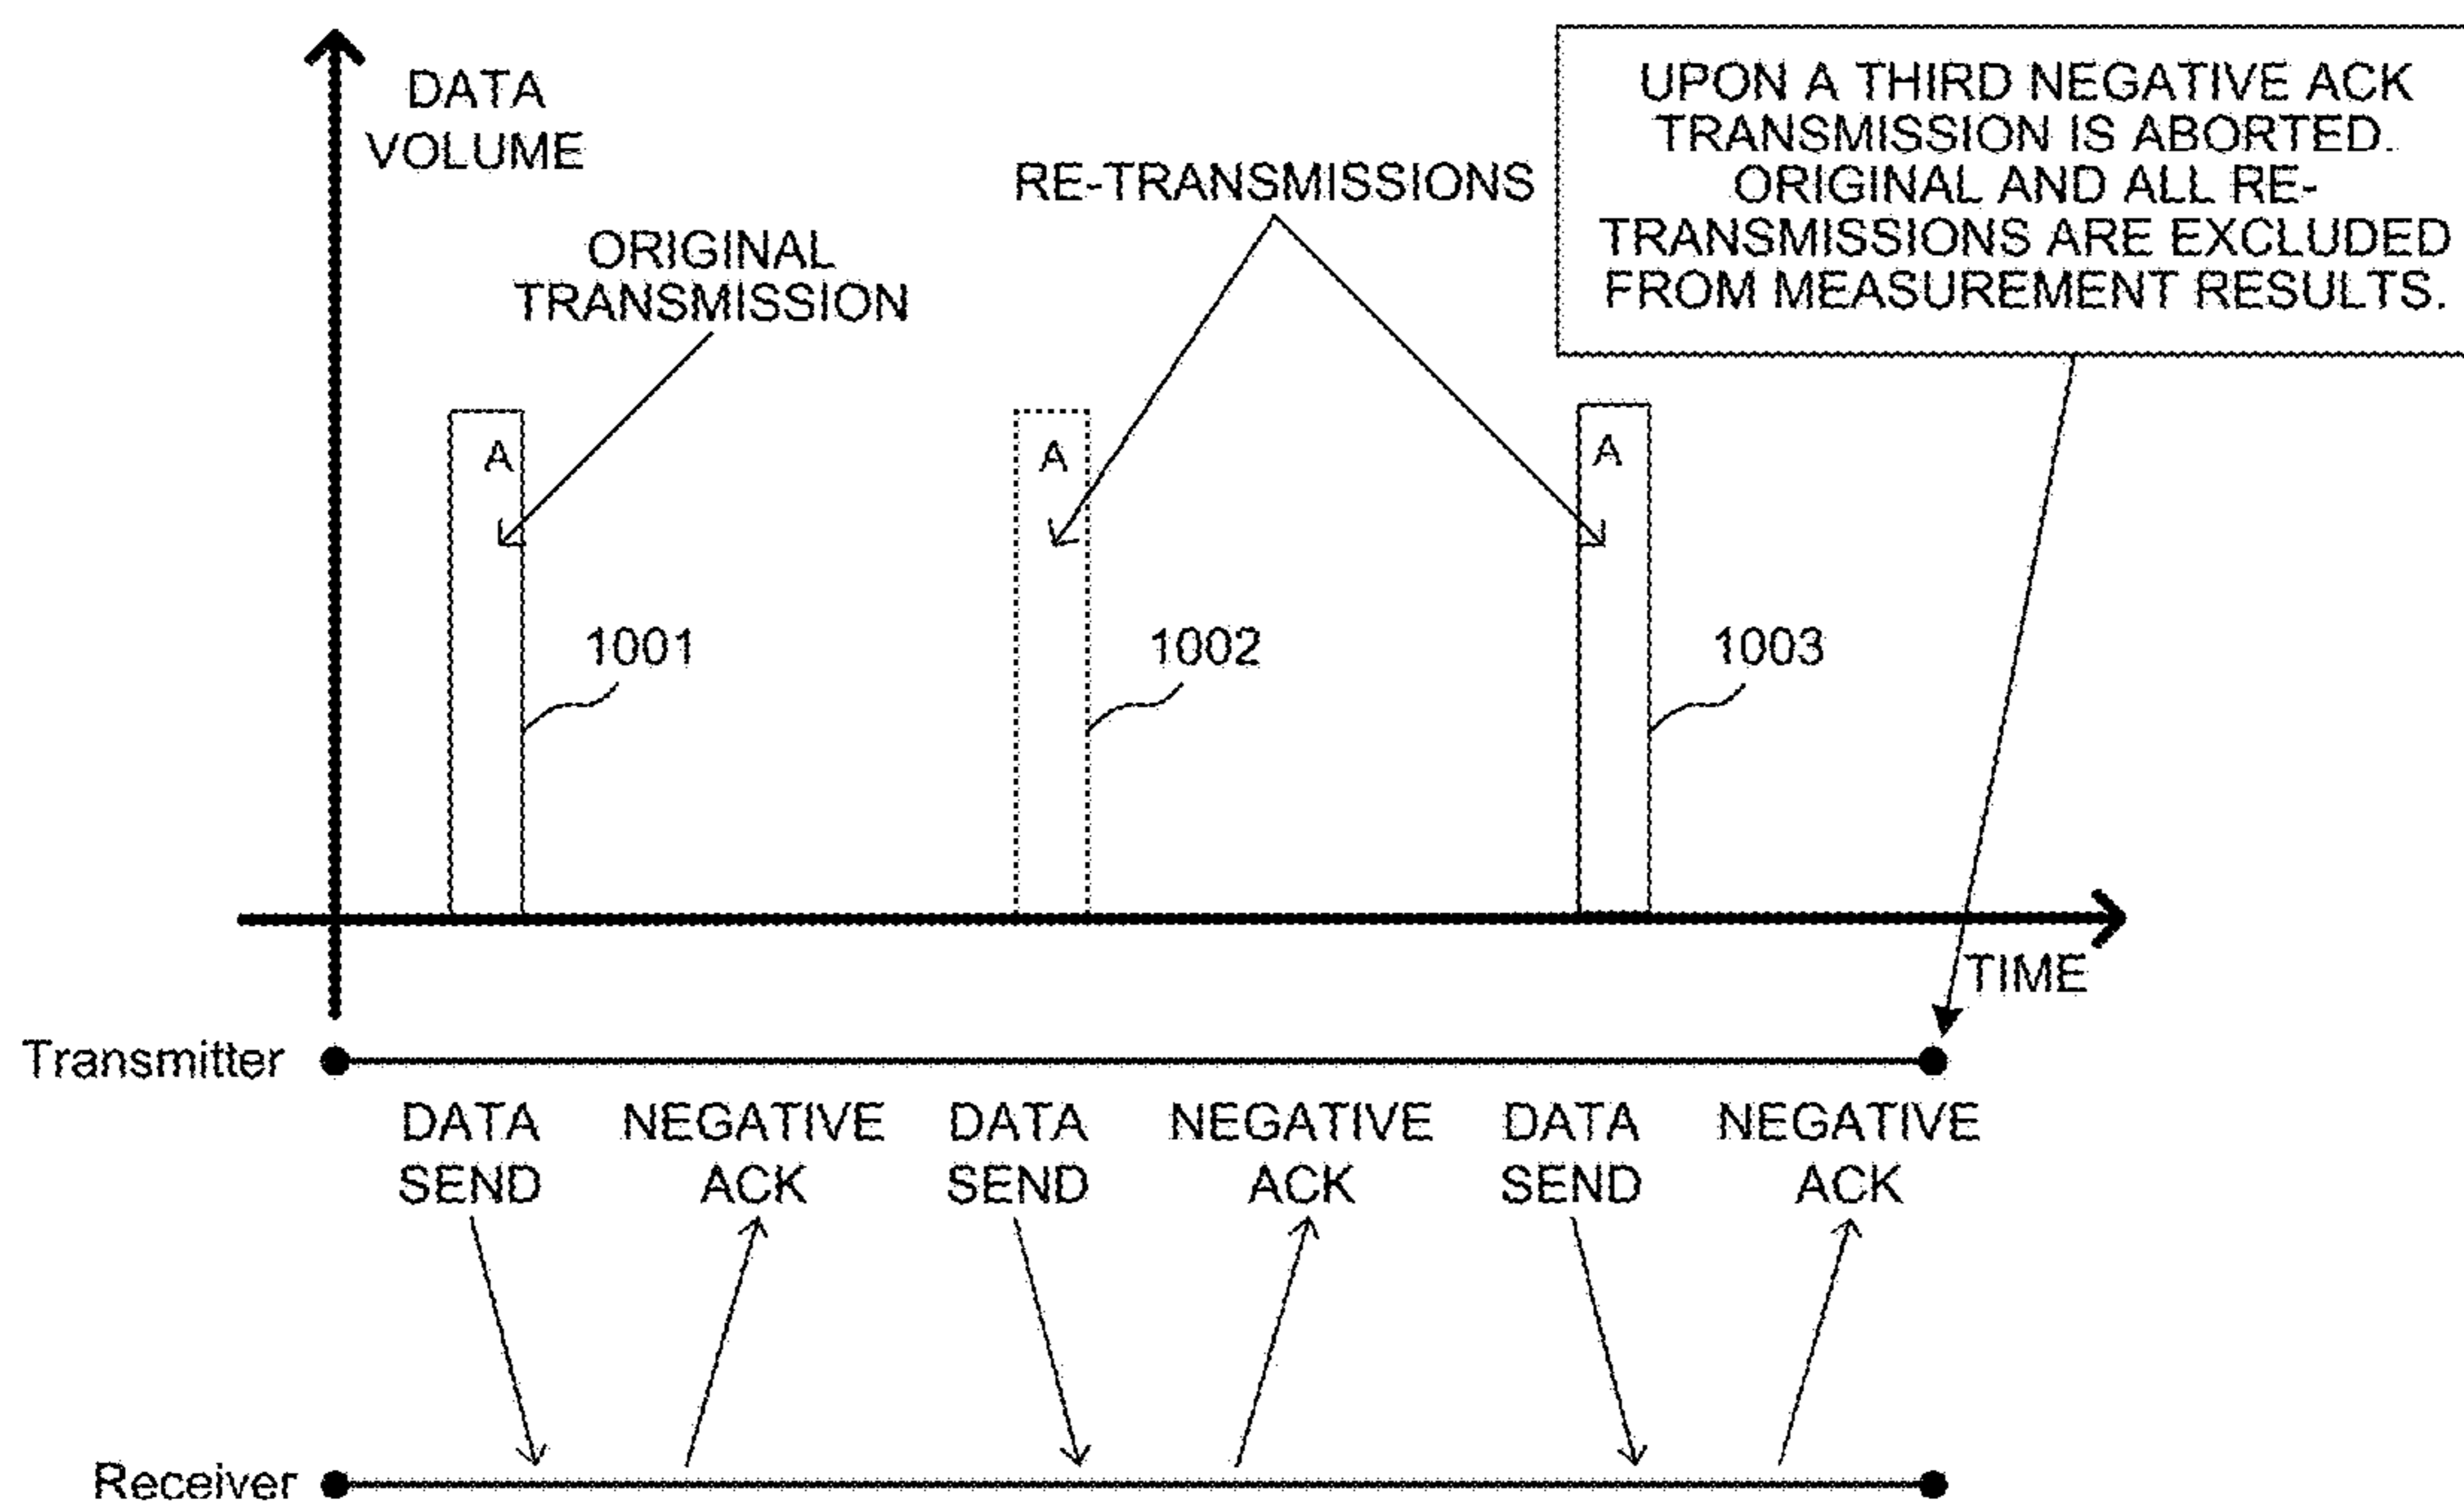 DATA
VOLUME
UPON A THIRD NEGATIVE ACK
TRANSMISSION IS ABORTED.
ORIGINAL AND ALL RE-
TRANSMISSIONS ARE EXCLUDED
FROM MEASUREMENT RESULTS.
RE-TRANSMISSIONS
ORIGINAL
TRANSMISSION
A
A
A
1001
1002
1003
TIME
Transmitter
DATA
SEND
NEGATIVE
ACK
DATA
SEND
NEGATIVE
ACK
DATA
SEND
NEGATIVE
ACK
Receiver